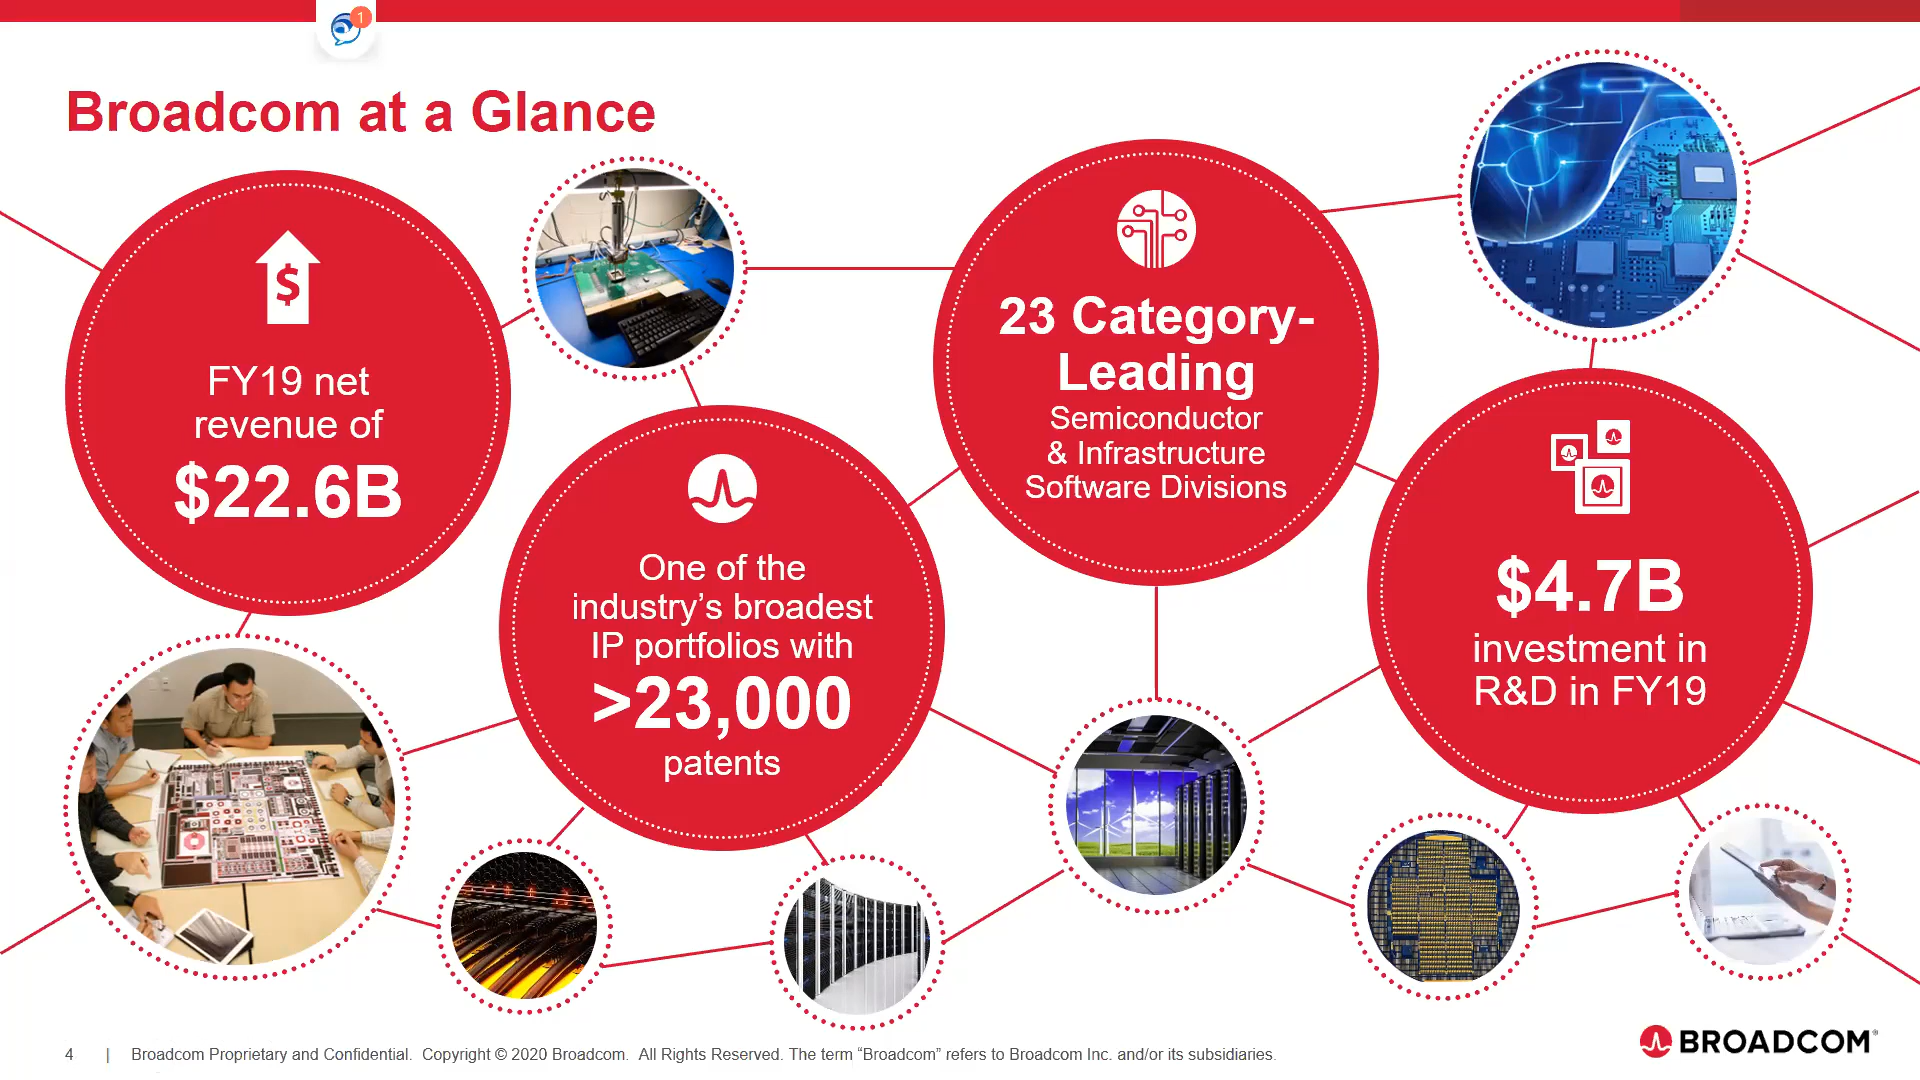 1
Broadcom at a Glance
$
FY19 net
revenue of
$22.6B
One of the
industry’s broadest
IP portfolios with
>23,000
patents
23 Category-
Leading
Semiconductor
& Infrastructure
Software Divisions
$4.7B
investment in
R&D in FY19
4 | Broadcom Proprietary and Confidential. Copyright © 2020 Broadcom. All Rights Reserved. The term “Broadcom” refers to Broadcom Inc. and/or its subsidiaries.
BROADCOM®